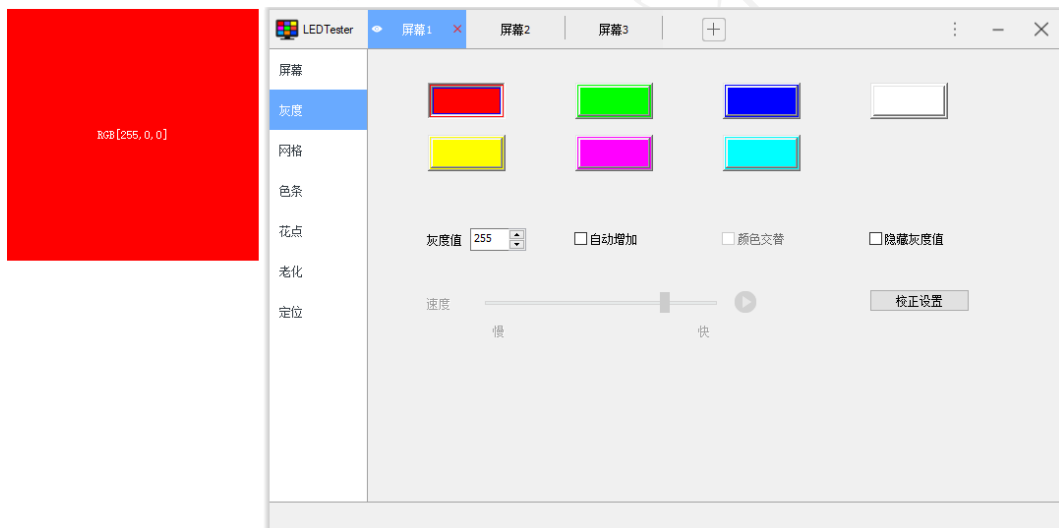 LEDTester 屏幕1 屏幕2 屏幕3
屏幕
灰度
RGB[255,0,0]
网格
色条
花点
灰度值 255 自动增加 颜色交替 隐藏灰度值
老化
速度 校正设置
定位
慢 快